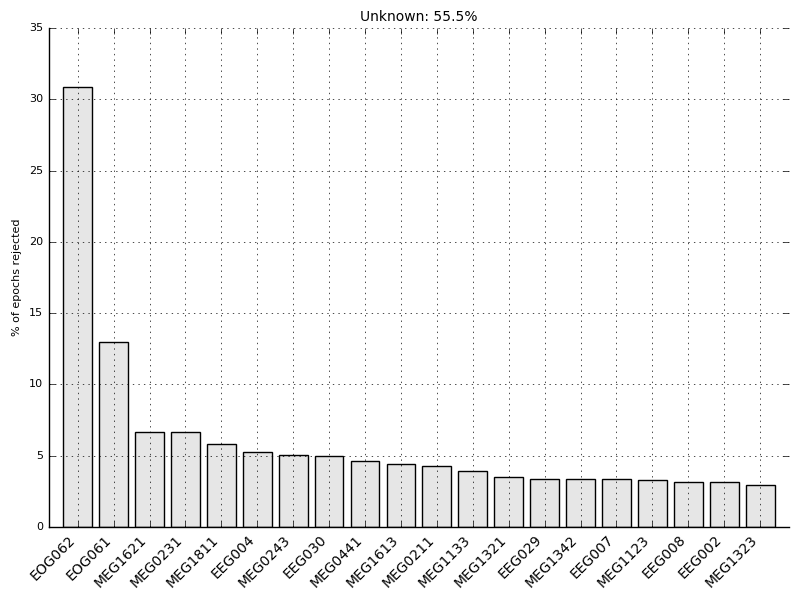 Unknown: 55.5%
% of epochs rejected
35
30
25
20
15
10
5
0
EOG062
EOG061
MEG1621
MEG0231
MEG1811
EEG004
MEG0243
EEG030
MEG0441
MEG1613
MEG0211
MEG1133
MEG1321
EEG029
MEG1342
EEG007
MEG1123
EEG008
EEG002
MEG1323